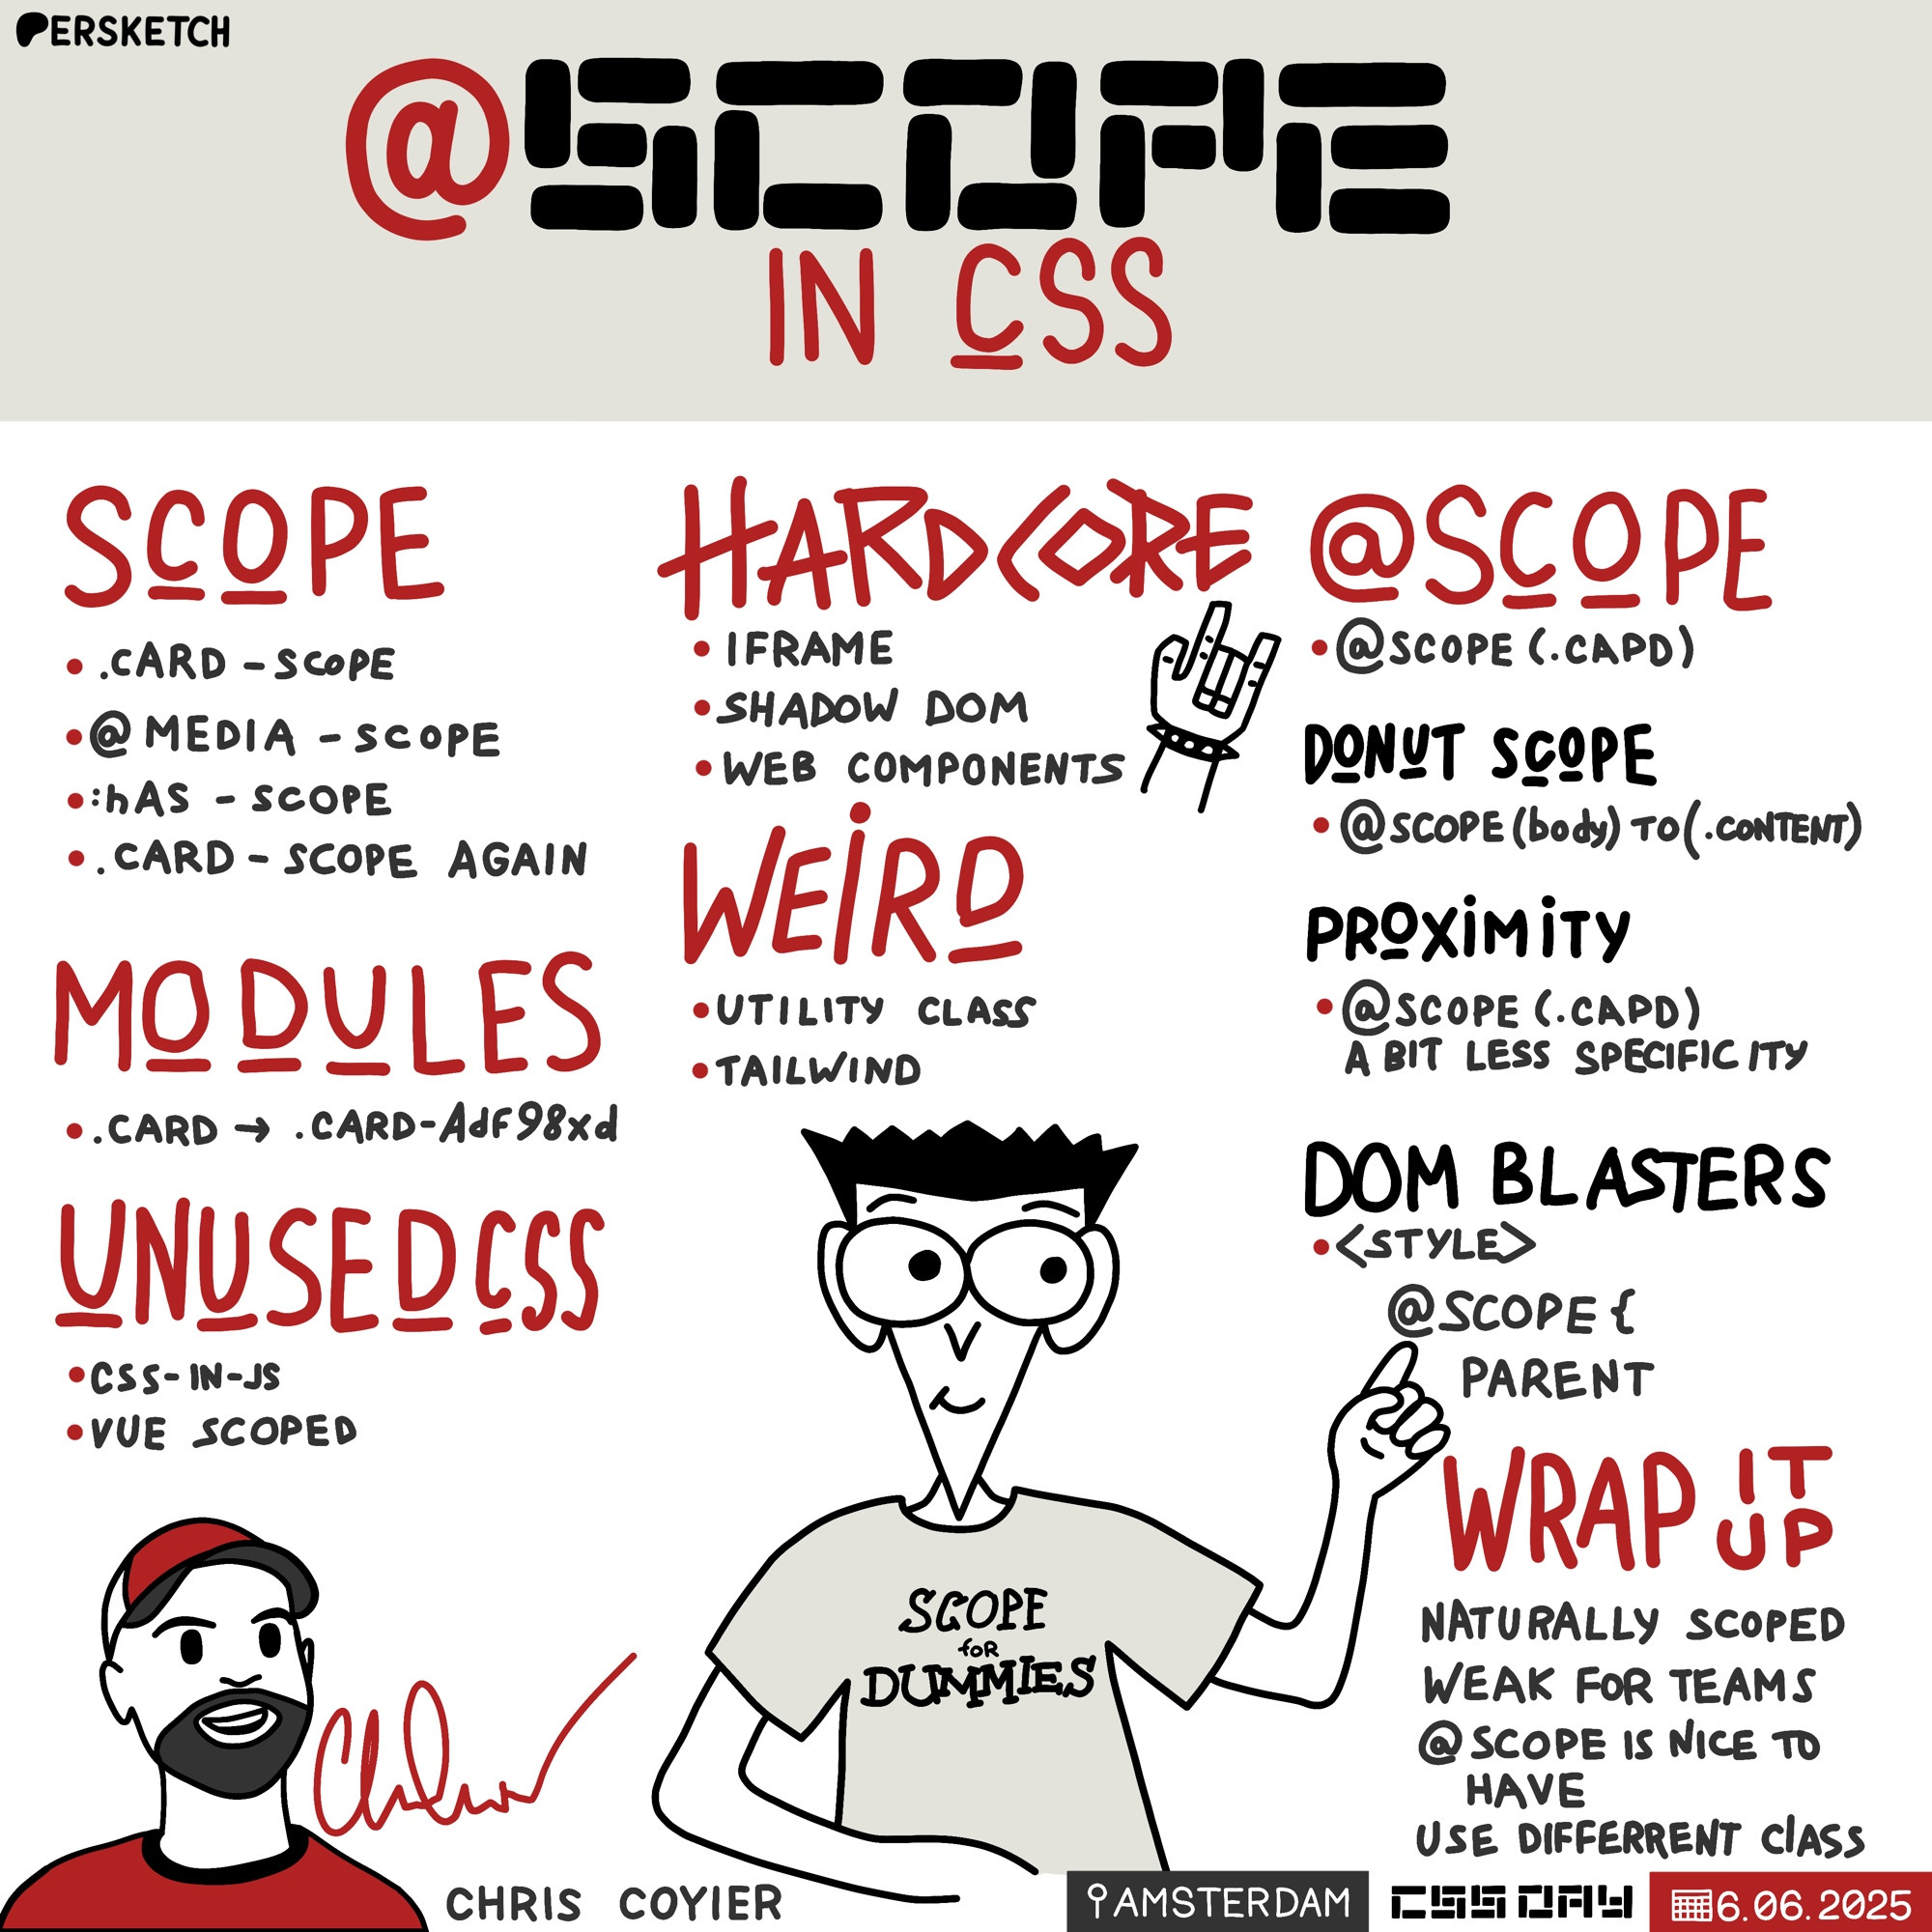 PERSKETCH
@SCOPE
IN CSS
SCOPE
.CARD - SCOPE
@MEDIA - SCOPE
:hAS - SCOPE
.CARD - SCOPE AGAIN
MODULES
.CARD → .CARD-AdF98xd
UNUSED CSS
CSS-IN-JS
VUE SCOPED
HARDCORE
IFRAME
SHADOW DOM
WEB COMPONENTS
WEIRD
UTILITY CLASS
TAILWIND
@SCOPE
@SCOPE (.CAPD)
DONUT SCOPE
@SCOPE (body) TO (.CONTENT)
PROXIMITY
@SCOPE (.CAPD)
A BIT LESS SPECIFICITY
DOM BLASTERS
<STYLE>
@SCOPE {
PARENT
WRAP IT UP
NATURALLY SCOPED
WEAK FOR TEAMS
@SCOPE IS NICE TO
HAVE
USE DIFFERRENT ClASS
SCOPE
foR
DUMMIES
CHRIS COYIER
AMSTERDAM
CSS DAY
6.06.2025